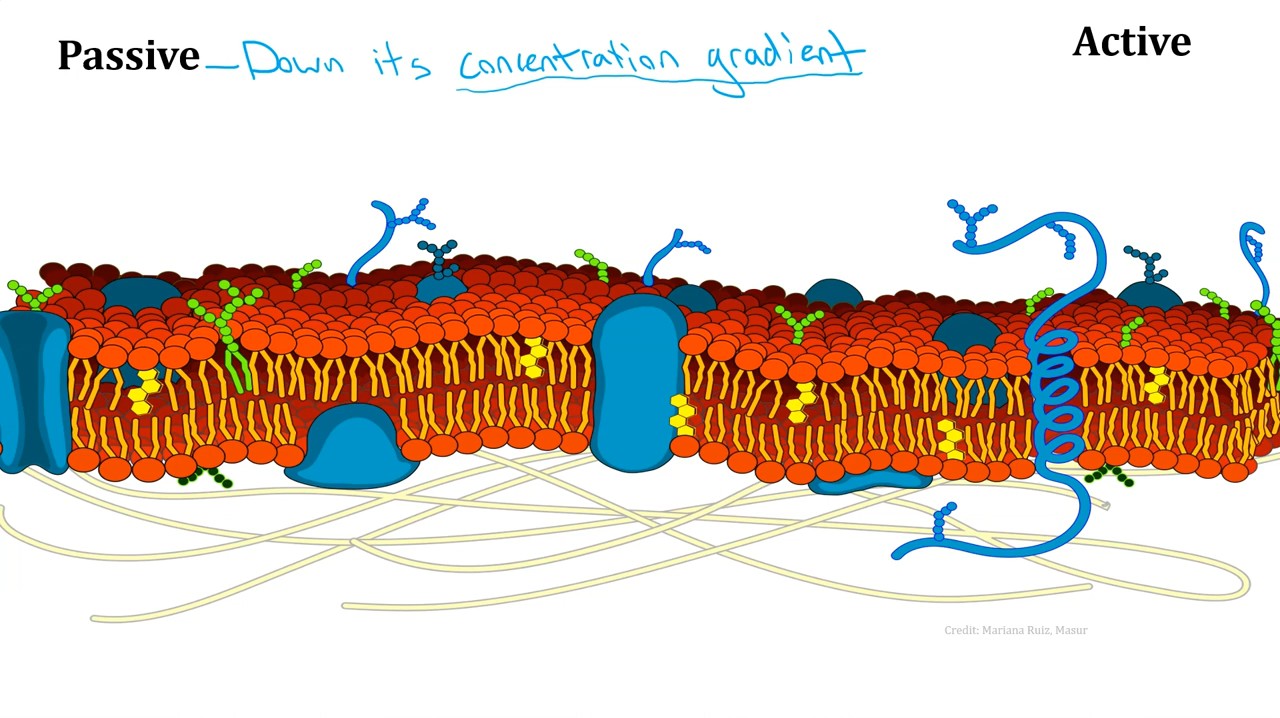 Passive – Down its concentration gradient
Active
Credit: Mariana Ruiz, Masur